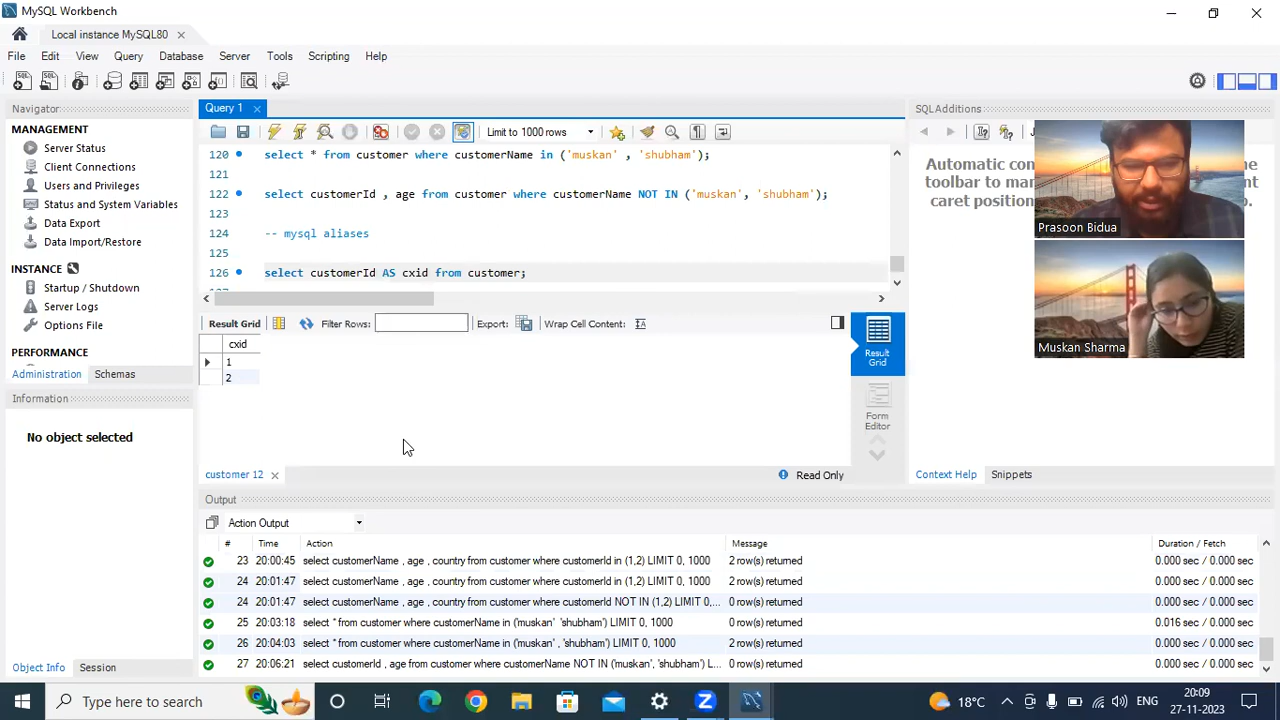 MySQL Workbench
Local instance MySQL80
File Edit View Query Database Server Tools Scripting Help
Navigator
MANAGEMENT
Server Status
Client Connections
Users and Privileges
Status and System Variables
Data Export
Data Import/Restore
INSTANCE
Startup / Shutdown
Server Logs
Options File
PERFORMANCE
Administration Schemas
Information
No object selected
Object Info Session
Query 1
Limit to 1000 rows
120 select * from customer where customerName in ('muskan' , 'shubham');
121
122 select customerId , age from customer where customerName NOT IN ('muskan', 'shubham');
123
124 -- mysql aliases
125
126 select customerId AS cxid from customer;
Result Grid Filter Rows: Export: Wrap Cell Content:
cxid
1
2
Result Grid
Form Editor
customer 12
Read Only
SQLAdditions
Prasoon Bidua
Muskan Sharma
Context Help Snippets
Output
Action Output
# Time Action Message Duration / Fetch
23 20:00:45 select customerName , age , country from customer where customerId in (1,2) LIMIT 0, 1000 2 row(s) returned 0.000 sec / 0.000 sec
24 20:01:47 select customerName , age , country from customer where customerId in (1,2) LIMIT 0, 1000 2 row(s) returned 0.000 sec / 0.000 sec
24 20:01:47 select customerName , age , country from customer where customerId NOT IN (1,2) LIMIT 0,... 0 row(s) returned 0.000 sec / 0.000 sec
25 20:03:18 select * from customer where customerName in ('muskan' 'shubham') LIMIT 0, 1000 0 row(s) returned 0.016 sec / 0.000 sec
26 20:04:03 select * from customer where customerName in ('muskan' , 'shubham') LIMIT 0, 1000 2 row(s) returned 0.000 sec / 0.000 sec
27 20:06:21 select customerId , age from customer where customerName NOT IN ('muskan', 'shubham') L... 0 row(s) returned 0.000 sec / 0.000 sec
Type here to search
18°C
ENG
20:09
27-11-2023